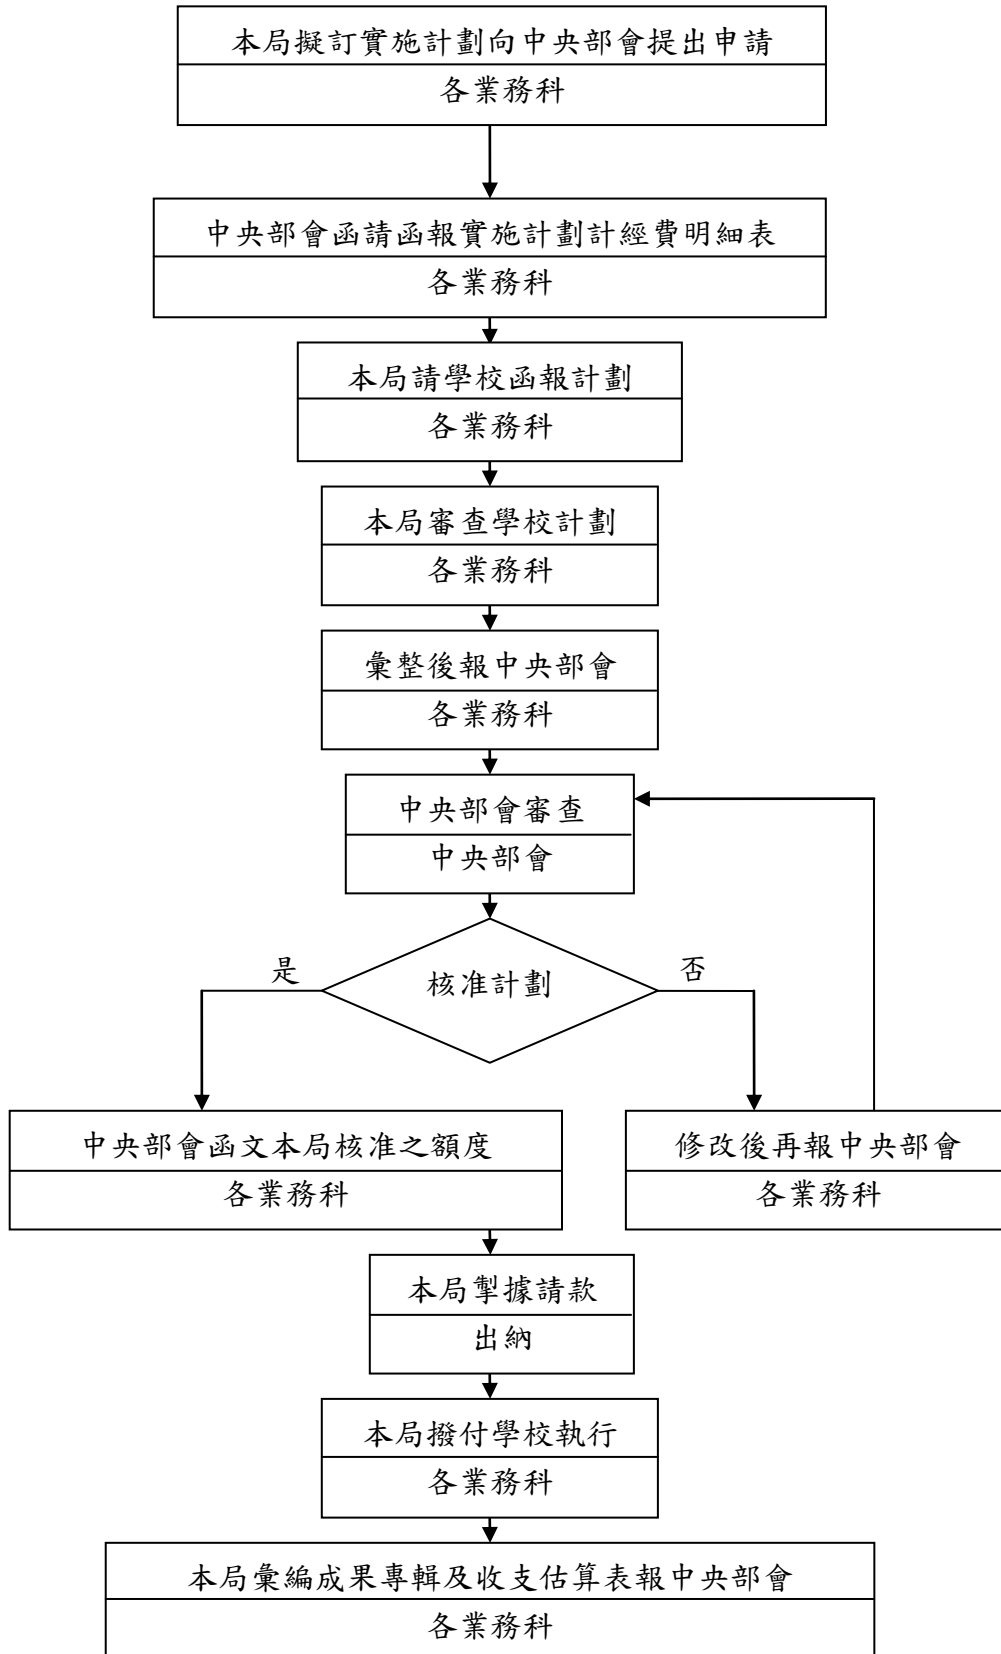 本局擬訂實施計劃向中央部會提出申請
各業務科
中央部會函請函報實施計劃計經費明細表
各業務科
本局請學校函報計劃
各業務科
本局審查學校計劃
各業務科
彙整後報中央部會
各業務科
中央部會審查
中央部會
核准計劃
是
否
中央部會函文本局核准之額度
各業務科
修改後再報中央部會
各業務科
本局掣據請款
出納
本局撥付學校執行
各業務科
本局彙編成果專輯及收支估算表報中央部會
各業務科